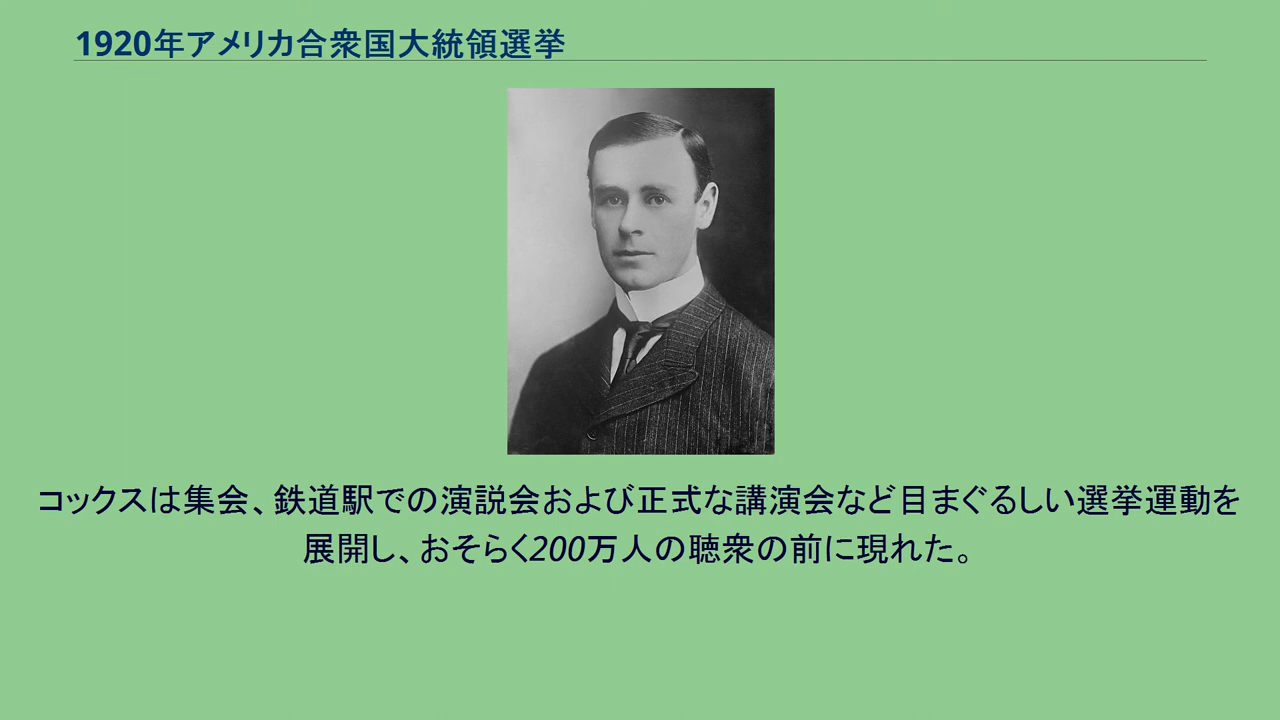 1920年アメリカ合衆国大統領選挙
コックスは集会、鉄道駅での演説会および正式な講演会など目まぐるしい選挙運動を
展開し、おそらく200万人の聴衆の前に現れた。